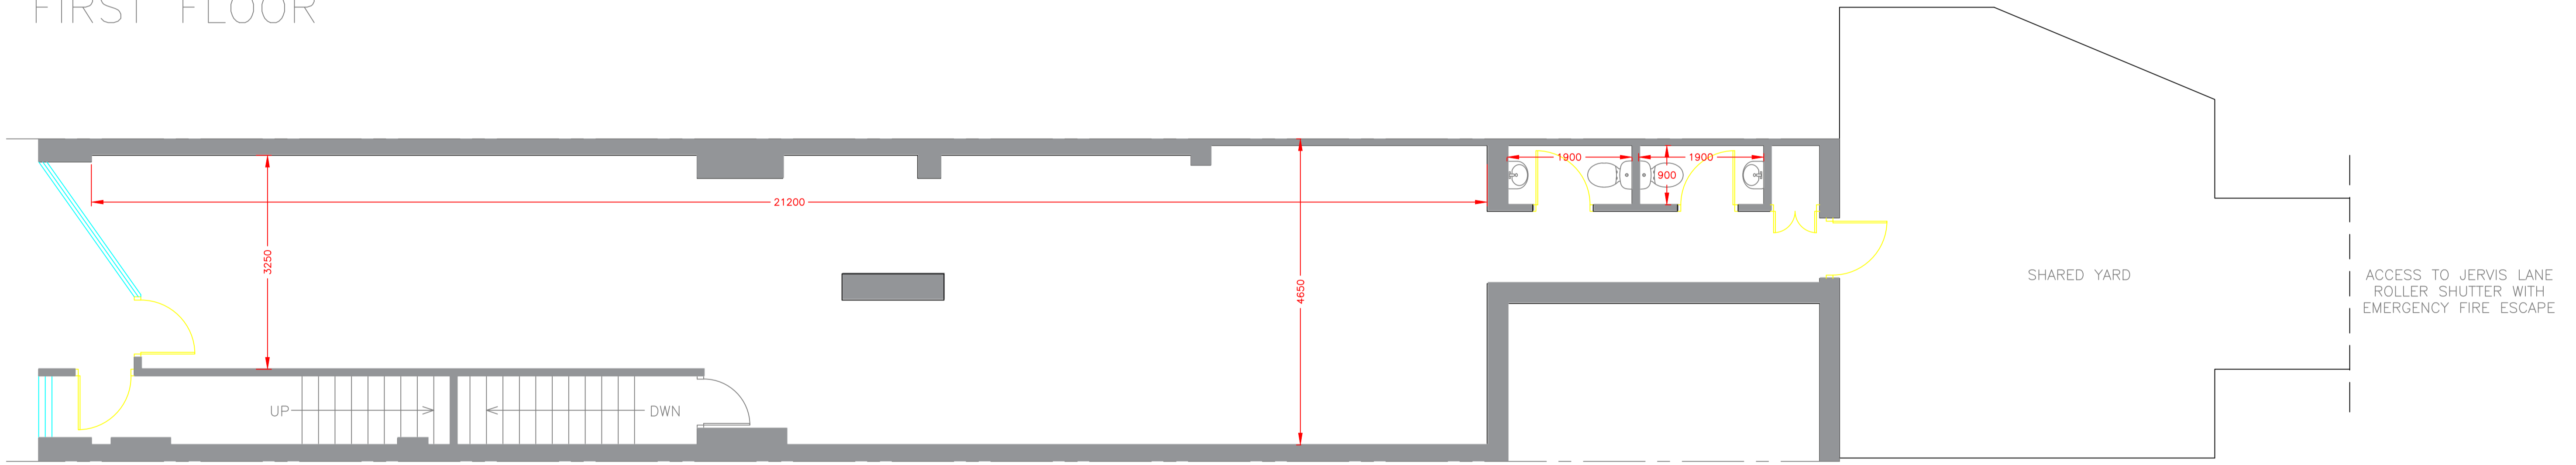 FIRST FLOOR
1900
1900
900
21200
3250
4650
SHARED YARD
ACCESS TO JERVIS LANE
ROLLER SHUTTER WITH
EMERGENCY FIRE ESCAPE
UP
DWN